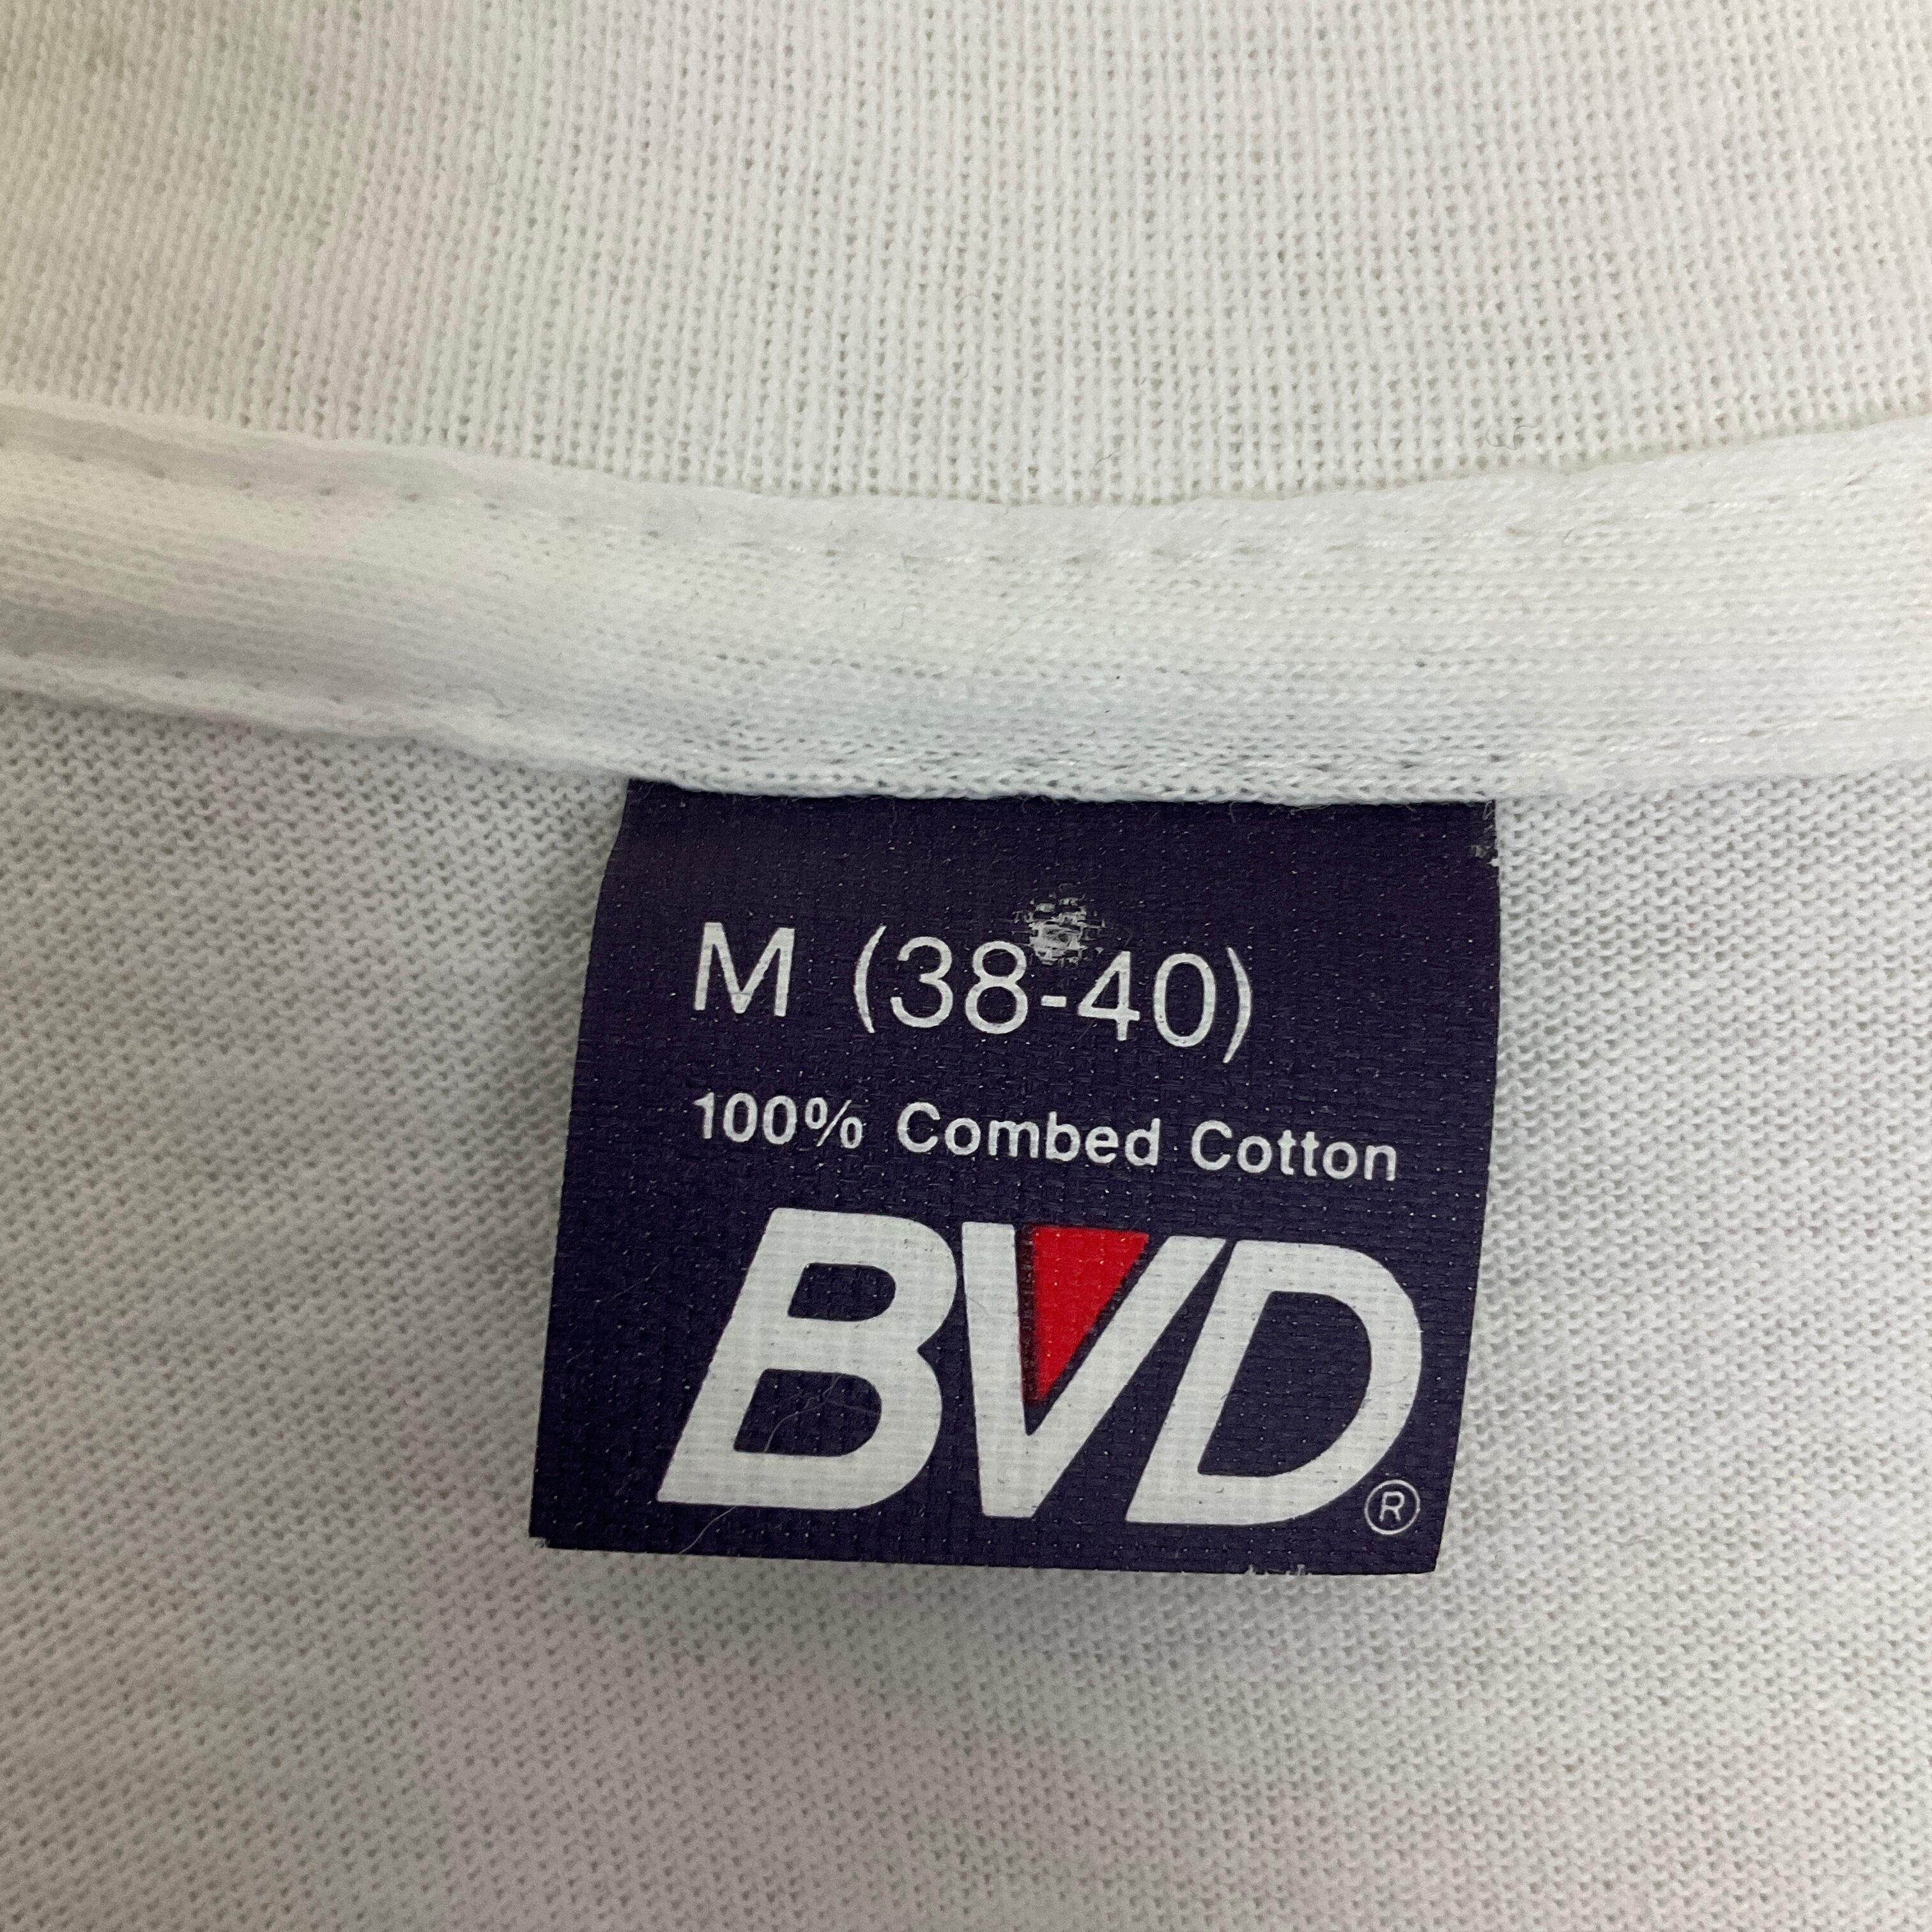 M (38-40)
100% Combed Cotton
BVD®